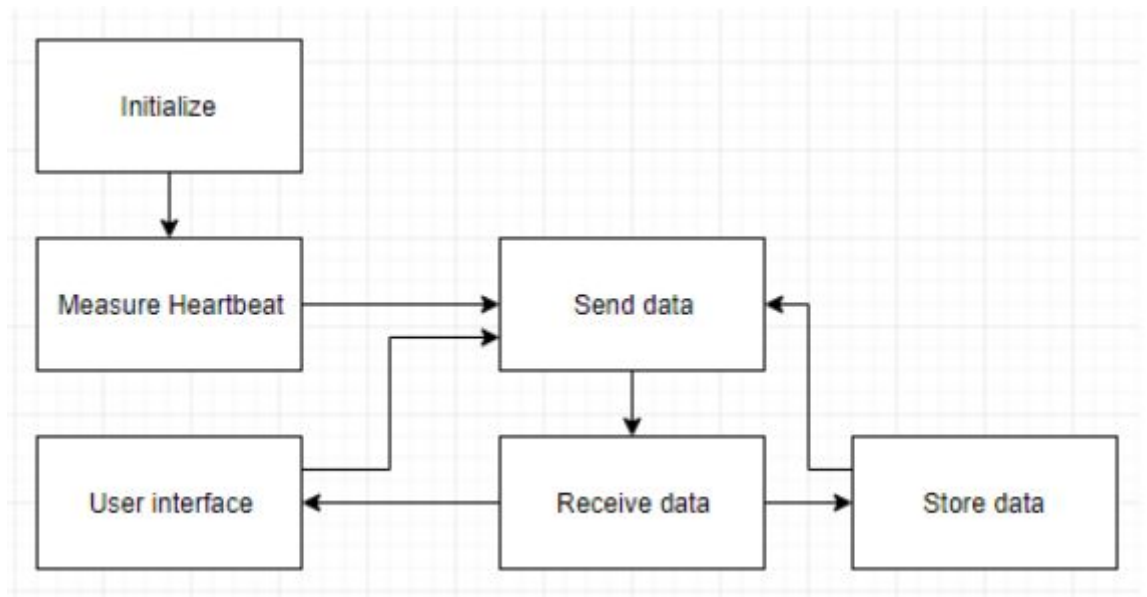 Initialize
Measure Heartbeat
Send data
User interface
Receive data
Store data